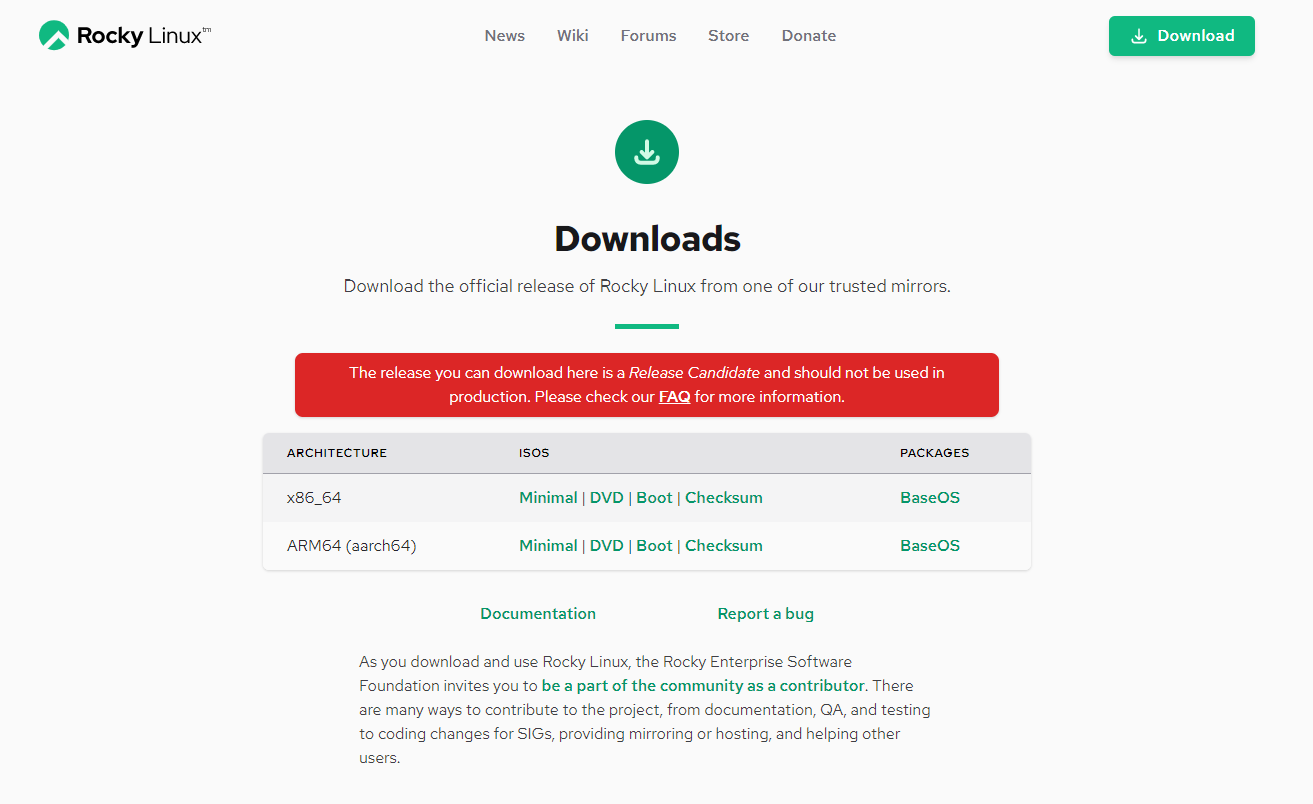 Rocky Linux™
News Wiki Forums Store Donate
Download
Downloads
Download the official release of Rocky Linux from one of our trusted mirrors.
The release you can download here is a Release Candidate and should not be used in
production. Please check our FAQ for more information.
ARCHITECTURE ISOS PACKAGES
x86_64 Minimal | DVD | Boot | Checksum BaseOS
ARM64 (aarch64) Minimal | DVD | Boot | Checksum BaseOS
Documentation Report a bug
As you download and use Rocky Linux, the Rocky Enterprise Software
Foundation invites you to be a part of the community as a contributor. There
are many ways to contribute to the project, from documentation, QA, and testing
to coding changes for SIGs, providing mirroring or hosting, and helping other
users.